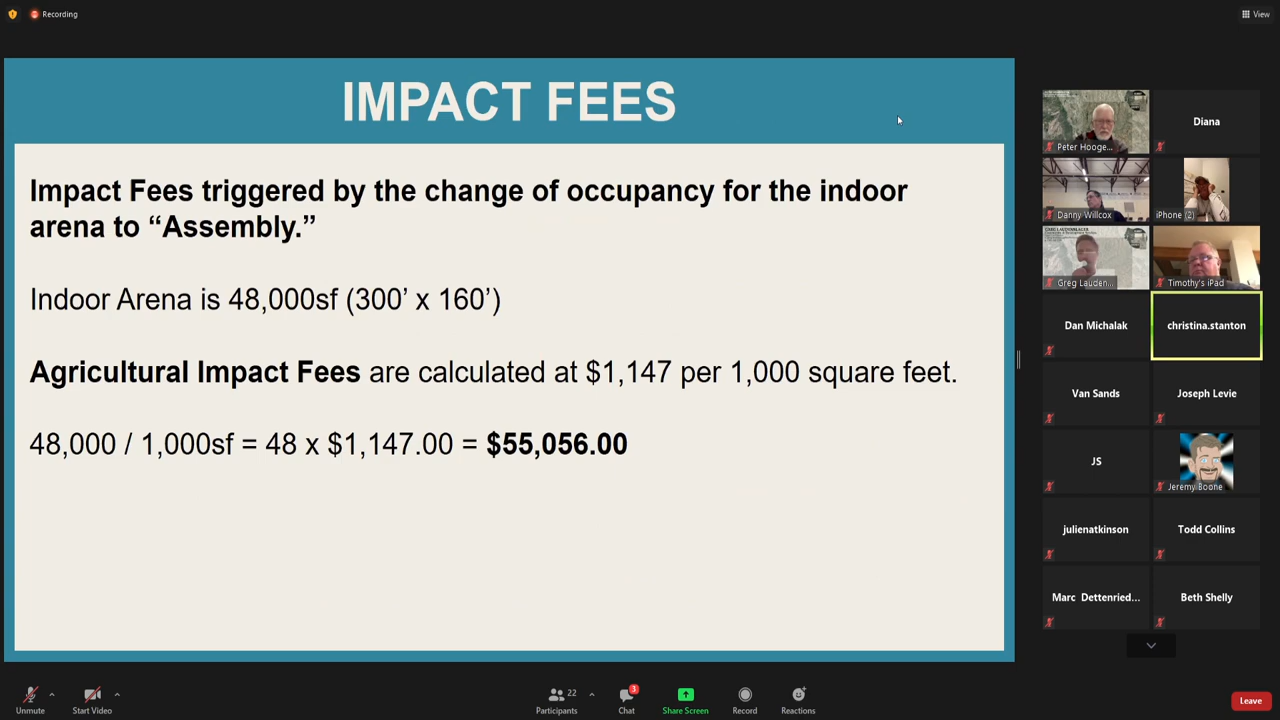 Recording
View
IMPACT FEES
Impact Fees triggered by the change of occupancy for the indoor
arena to “Assembly.”
Indoor Arena is 48,000sf (300’ x 160’)
Agricultural Impact Fees are calculated at $1,147 per 1,000 square feet.
48,000 / 1,000sf = 48 x $1,147.00 = $55,056.00
Peter Hooge...
Diana
Danny Willcox
iPhone (2)
Greg Lauden...
Timothy's iPad
Dan Michalak
christina.stanton
Van Sands
Joseph Levie
JS
Jeremy Boone
julienatkinson
Todd Collins
Marc Dettenried...
Beth Shelly
Unmute
Start Video
22
Participants
3
Chat
Share Screen
Record
Reactions
Leave